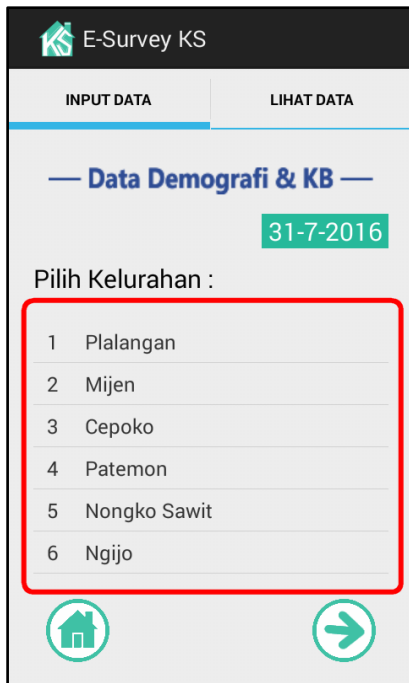 KS E-Survey KS
INPUT DATA LIHAT DATA
Data Demografi & KB
31-7-2016
Pilih Kelurahan :
1 Plalangan
2 Mijen
3 Cepoko
4 Patemon
5 Nongko Sawit
6 Ngijo